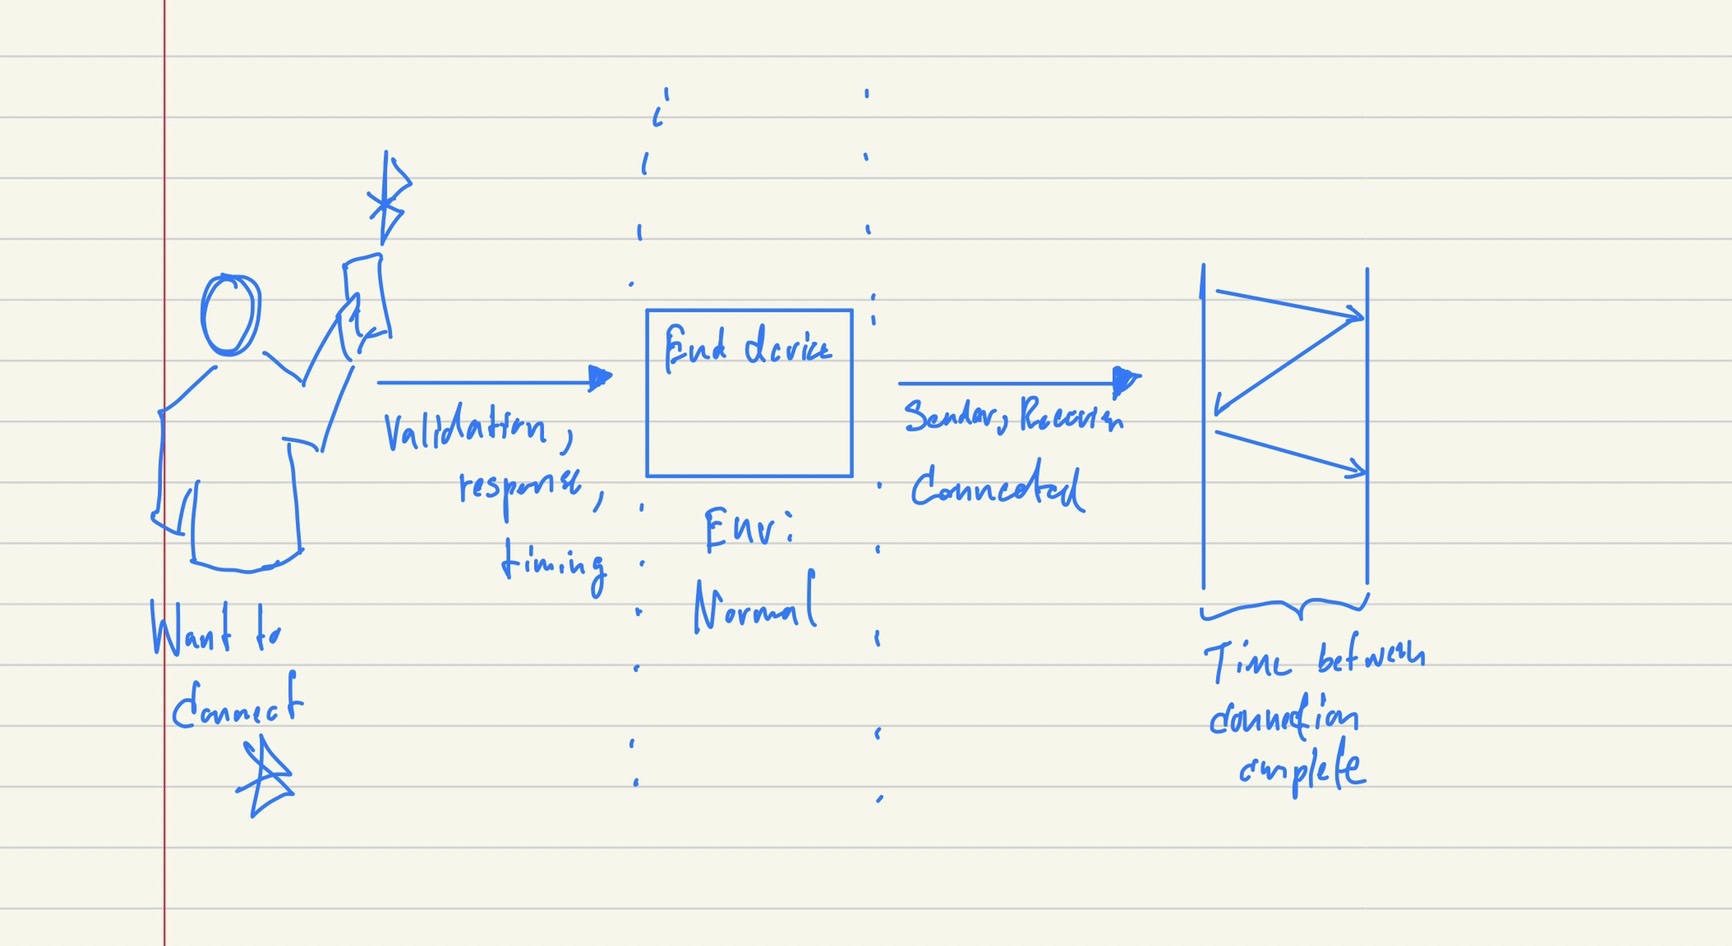 End device
Validation,
response,
timing
Env:
Normal
Sender, Receiver
Connected
Want to
Connect
Time between
connection
complete